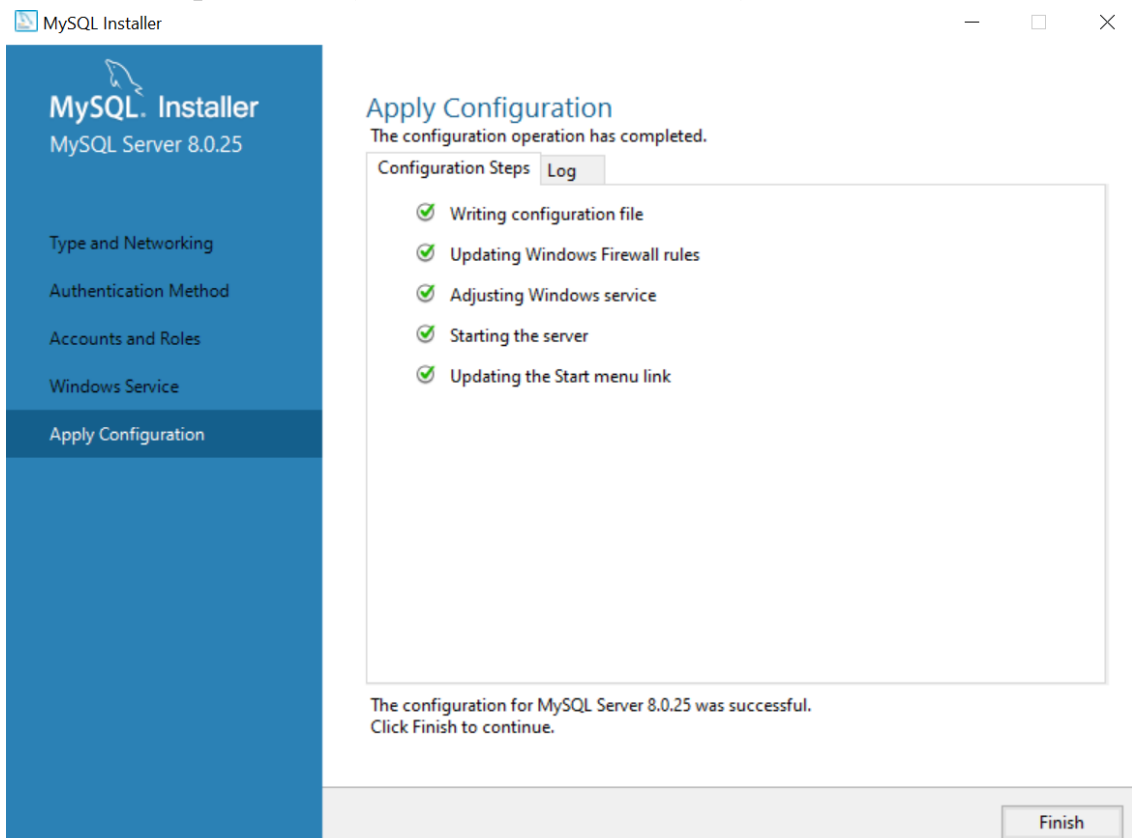 MySQL Installer
MySQL. Installer
MySQL Server 8.0.25
Type and Networking
Authentication Method
Accounts and Roles
Windows Service
Apply Configuration
Apply Configuration
The configuration operation has completed.
Configuration Steps
Log
Writing configuration file
Updating Windows Firewall rules
Adjusting Windows service
Starting the server
Updating the Start menu link
The configuration for MySQL Server 8.0.25 was successful.
Click Finish to continue.
Finish